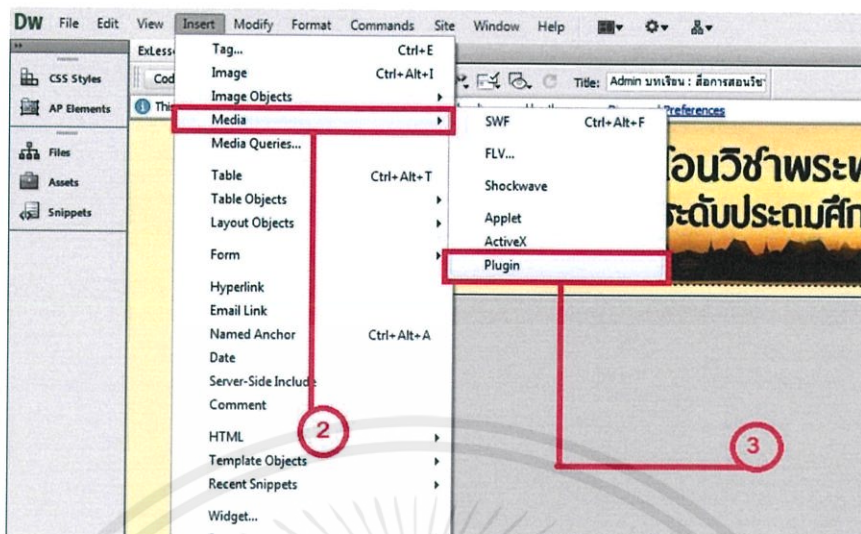 DW File Edit View Insert Modify Format Commands Site Window Help
CSS Styles
AP Elements
Files
Assets
Snippets
ExLess
Cod
Title: Admin บทเรียน : สื่อการสอนวิช
Thi
Preferences
Tag... Ctrl+E
Image Ctrl+Alt+I
Image Objects
Media
Media Queries...
Table Ctrl+Alt+T
Table Objects
Layout Objects
Form
Hyperlink
Email Link
Named Anchor Ctrl+Alt+A
Date
Server-Side Include
Comment
HTML
Template Objects
Recent Snippets
Widget...
SWF Ctrl+Alt+F
FLV...
Shockwave
Applet
ActiveX
Plugin
อนวิชาพระพ
ระดับประถมศึก
2
3